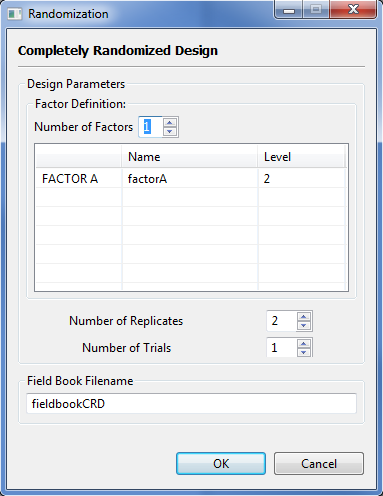 Randomization
Completely Randomized Design
Design Parameters
Factor Definition:
Number of Factors 1
Name Level
FACTOR A factorA 2
Number of Replicates 2
Number of Trials 1
Field Book Filename
fieldbookCRD
OK Cancel